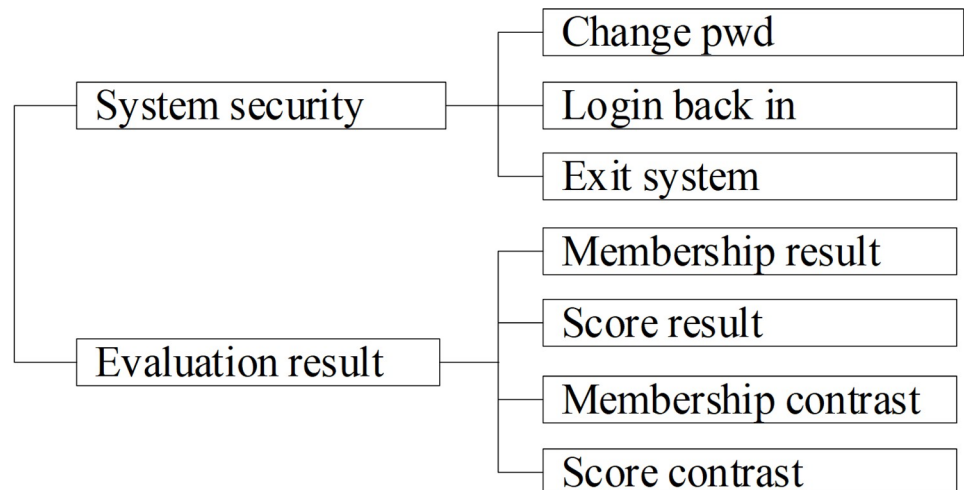 Change pwd
System security
Login back in
Exit system
Membership result
Score result
Evaluation result
Membership contrast
Score contrast